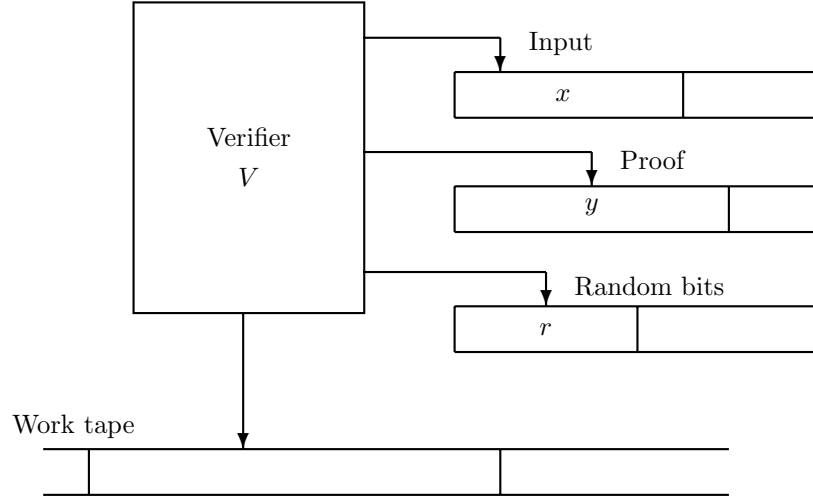 Input
x
Verifier
V
Proof
y
Random bits
r
Work tape